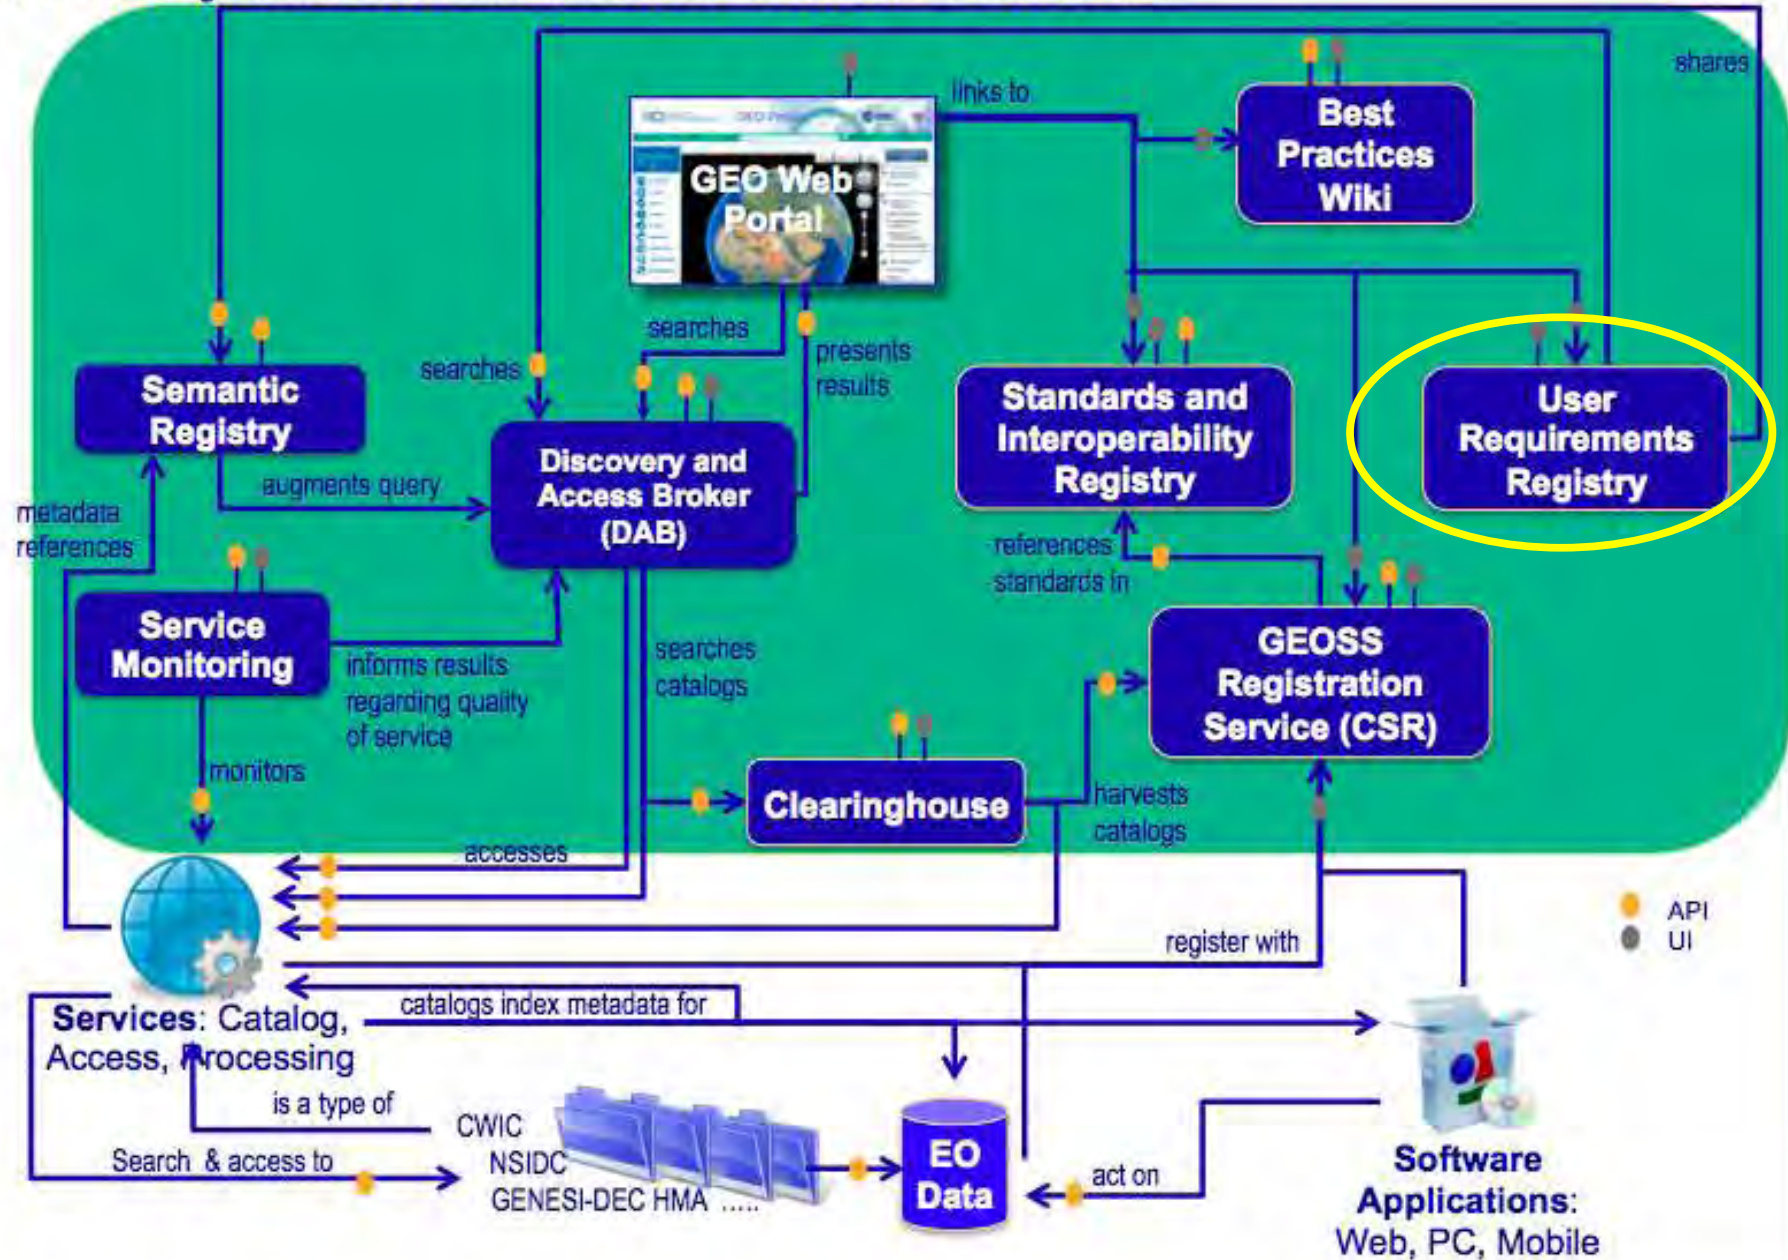 shares
links to
Best
Practices
Wiki
GEO Web
Portal
searches
searches
presents
results
Semantic
Registry
Discovery and
Access Broker
(DAB)
Standards and
Interoperability
Registry
User
Requirements
Registry
augments query
metadata
references
references
standards in
Service
Monitoring
informs results
regarding quality
of service
searches
catalogs
GEOSS
Registration
Service (CSR)
monitors
Clearinghouse
harvests
catalogs
accesses
API
UI
register with
catalogs index metadata for
Services: Catalog,
Access, Processing
is a type of
CWIC
NSIDC
GENESI-DEC HMA .....
Search & access to
EO
Data
act on
Software
Applications:
Web, PC, Mobile